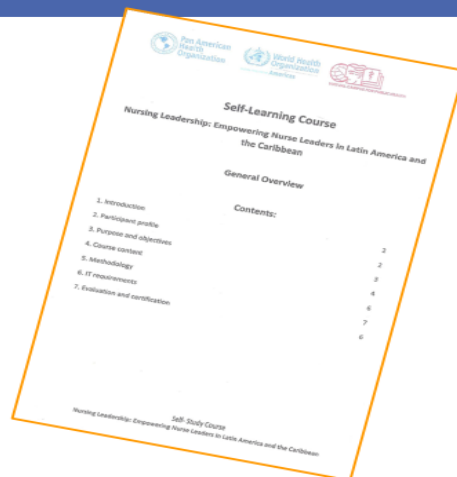 Pan American
Health
Organization
World Health
Organization
Americas
Self-Learning Course
Nursing Leadership: Empowering Nurse Leaders in Latin America and
the Caribbean
General Overview
Contents:
1. Introduction 2
2. Participant profile 2
3. Purpose and objectives 3
4. Course content 4
5. Methodology 6
6. IT requirements 7
7. Evaluation and certification 6
Self- Study Course
Nursing Leadership: Empowering Nurse Leaders in Latin America and the Caribbean